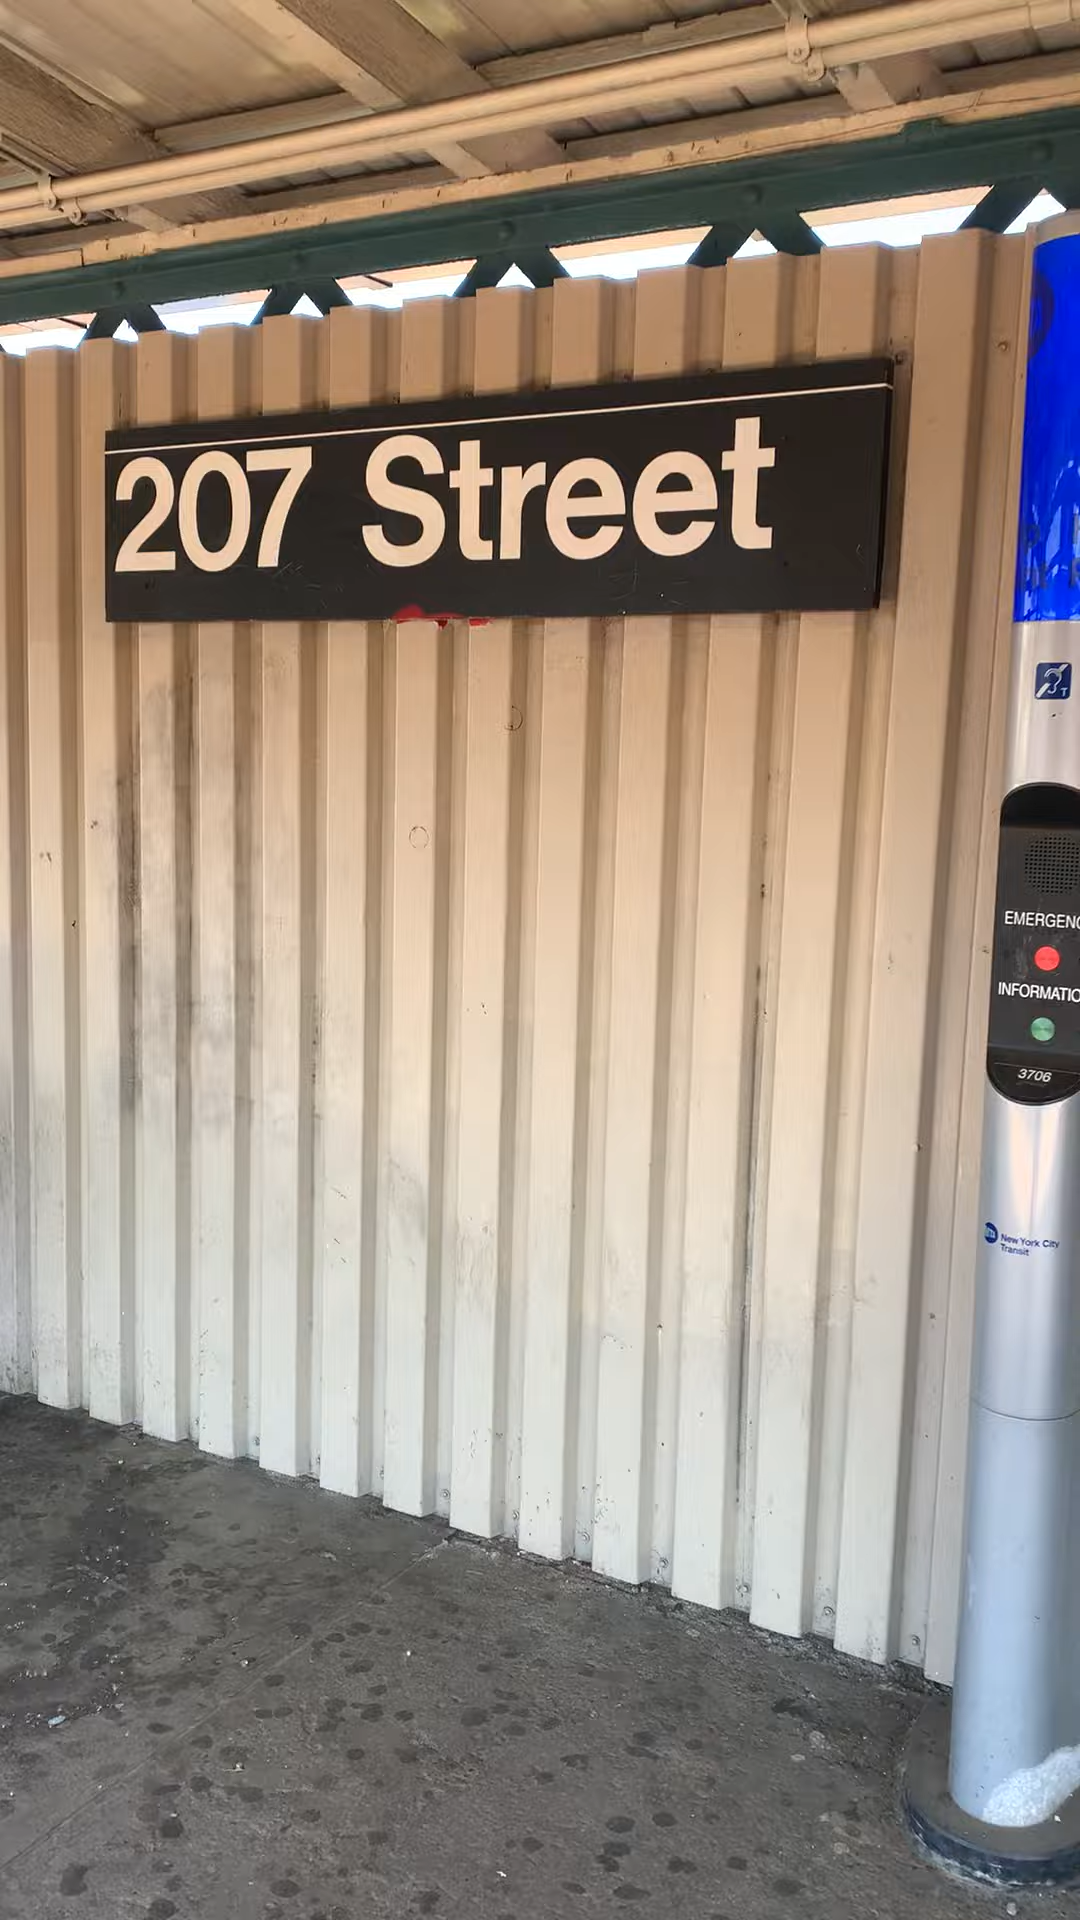 207 Street
T
EMERGENC
INFORMATIO
3706
New York City
Transit